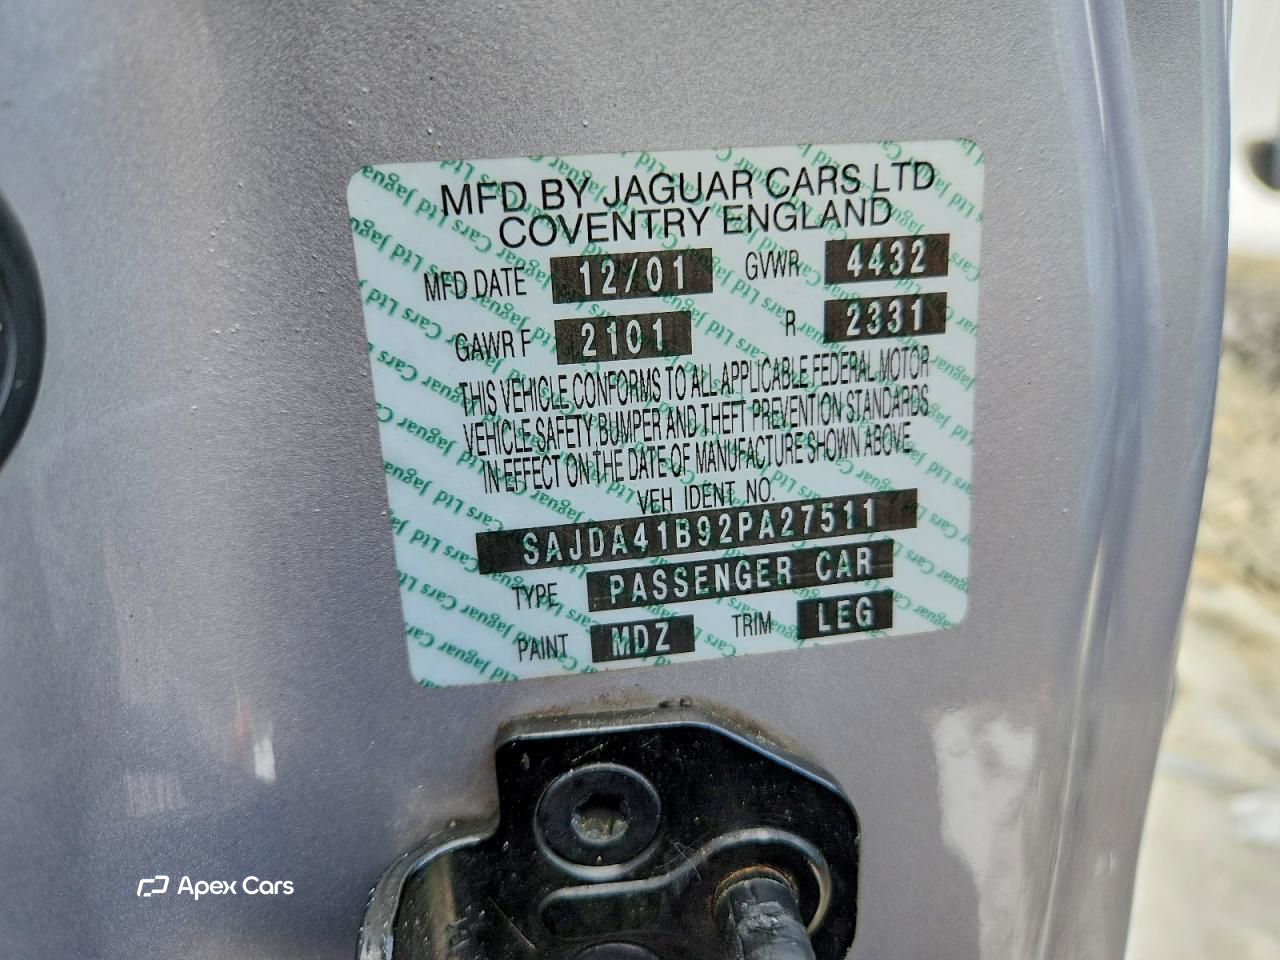 MFD BY JAGUAR CARS LTD
COVENTRY ENGLAND
MFD DATE 12/01 GVWR 4432
GAWR F 2101 R 2331
THIS VEHICLE CONFORMS TO ALL APPLICABLE FEDERAL MOTOR
VEHICLE SAFETY, BUMPER AND THEFT PREVENTION STANDARDS
IN EFFECT ON THE DATE OF MANUFACTURE SHOWN ABOVE.
VEH IDENT NO.
SAJDA41B92PA27511
TYPE PASSENGER CAR
PAINT MDZ TRIM LEG
Apex Cars